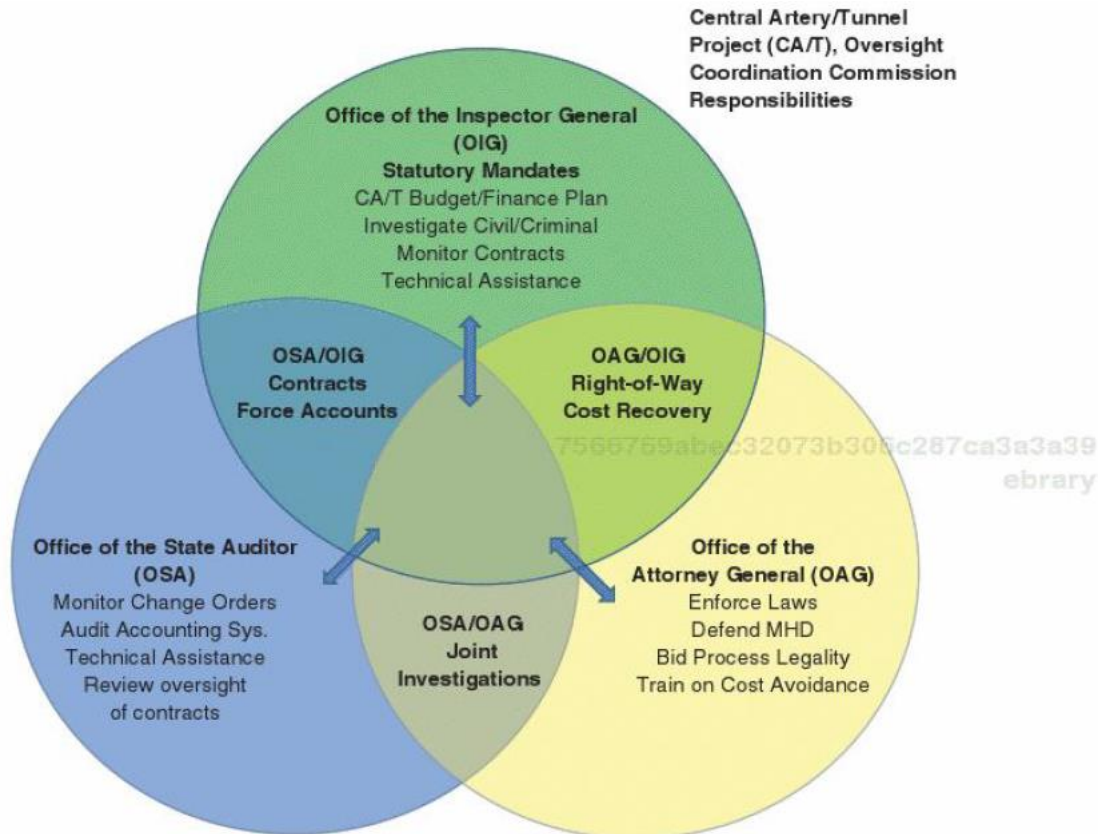 Central Artery/Tunnel
Project (CA/T), Oversight
Coordination Commission
Responsibilities
Office of the Inspector General
(OIG)
Statutory Mandates
CA/T Budget/Finance Plan
Investigate Civil/Criminal
Monitor Contracts
Technical Assistance
OSA/OIG
Contracts
Force Accounts
OAG/OIG
Right-of-Way
Cost Recovery
ebrary
Office of the State Auditor
(OSA)
Monitor Change Orders
Audit Accounting Sys.
Technical Assistance
Review oversight
of contracts
OSA/OAG
Joint
Investigations
Office of the
Attorney General (OAG)
Enforce Laws
Defend MHD
Bid Process Legality
Train on Cost Avoidance